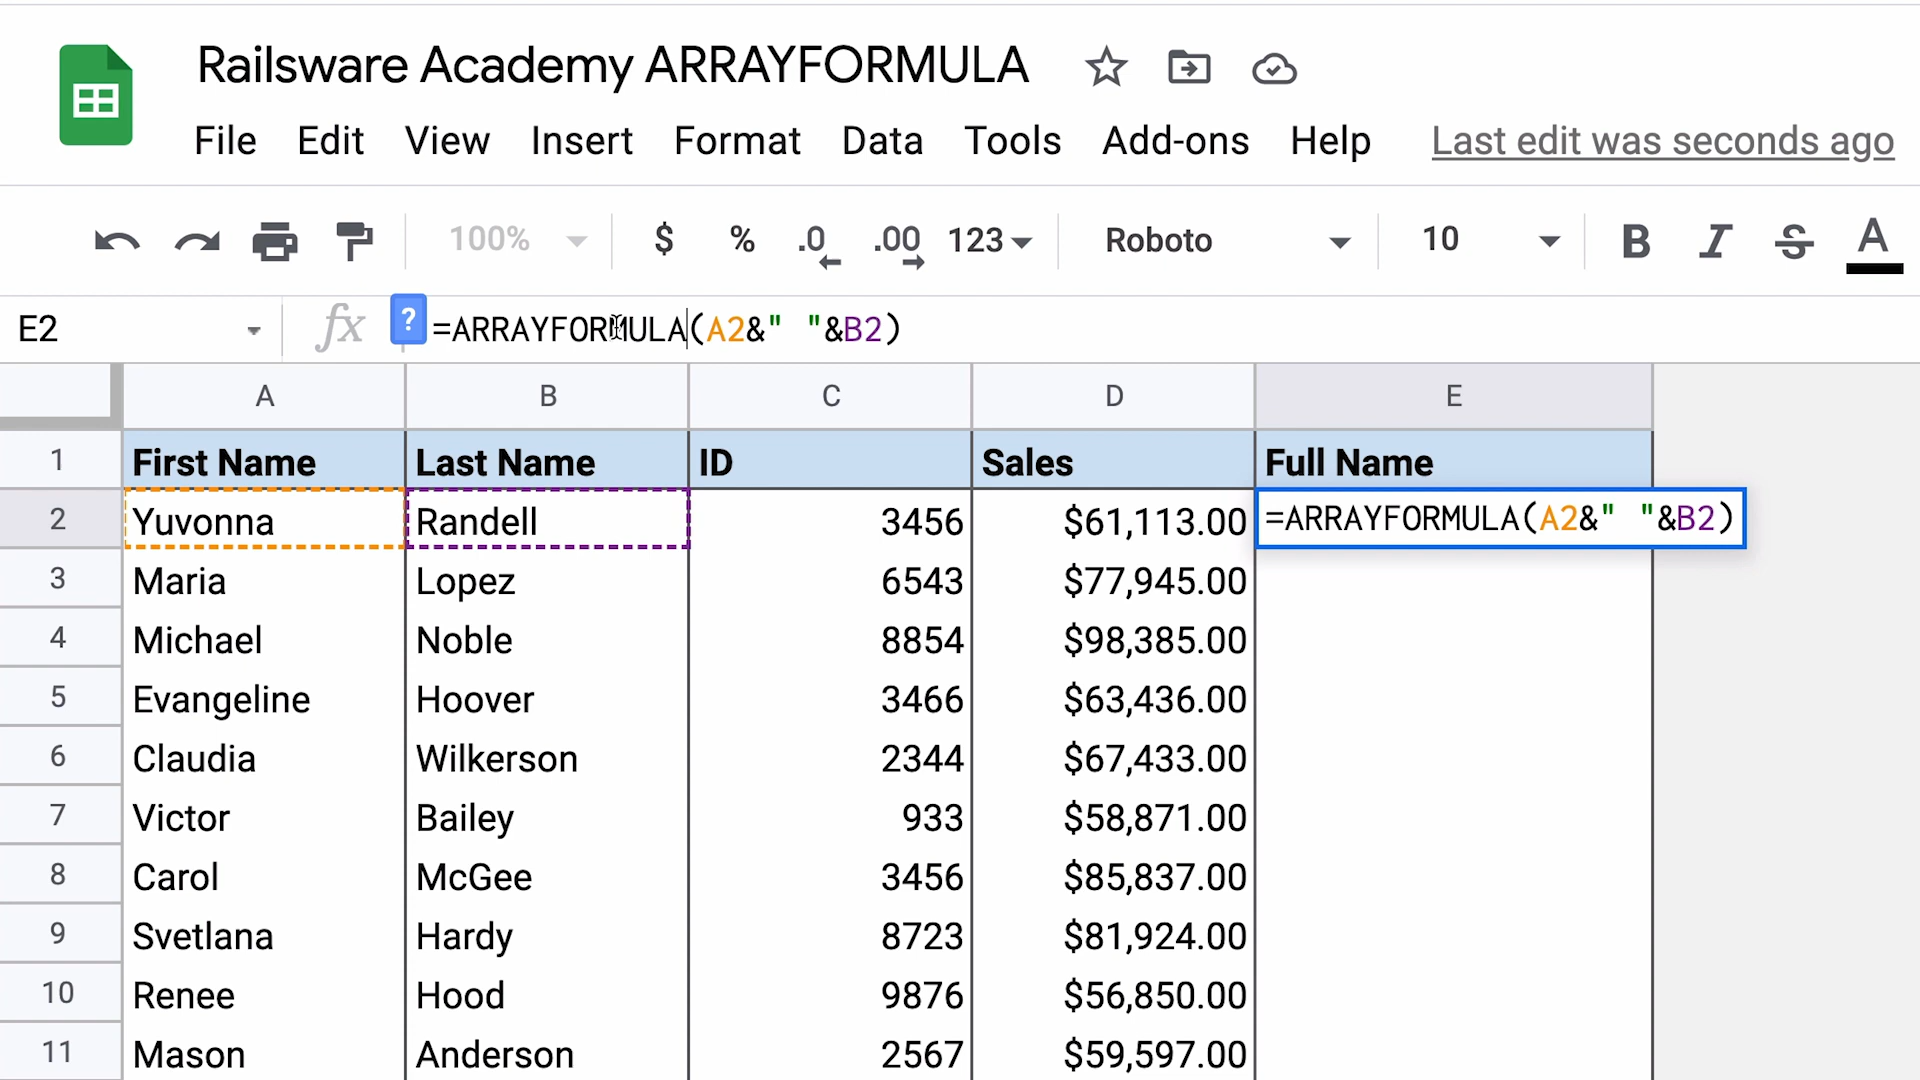 Railsware Academy ARRAYFORMULA
File Edit View Insert Format Data Tools Add-ons Help Last edit was seconds ago
100% $ % .0 .00 123 Roboto 10 B I S A
E2 fx ? =ARRAYFORMULA(A2&" "&B2)
A B C D E
1 First Name Last Name ID Sales Full Name
2 Yuvonna Randell 3456 $61,113.00 =ARRAYFORMULA(A2&" "&B2)
3 Maria Lopez 6543 $77,945.00
4 Michael Noble 8854 $98,385.00
5 Evangeline Hoover 3466 $63,436.00
6 Claudia Wilkerson 2344 $67,433.00
7 Victor Bailey 933 $58,871.00
8 Carol McGee 3456 $85,837.00
9 Svetlana Hardy 8723 $81,924.00
10 Renee Hood 9876 $56,850.00
11 Mason Anderson 2567 $59,597.00